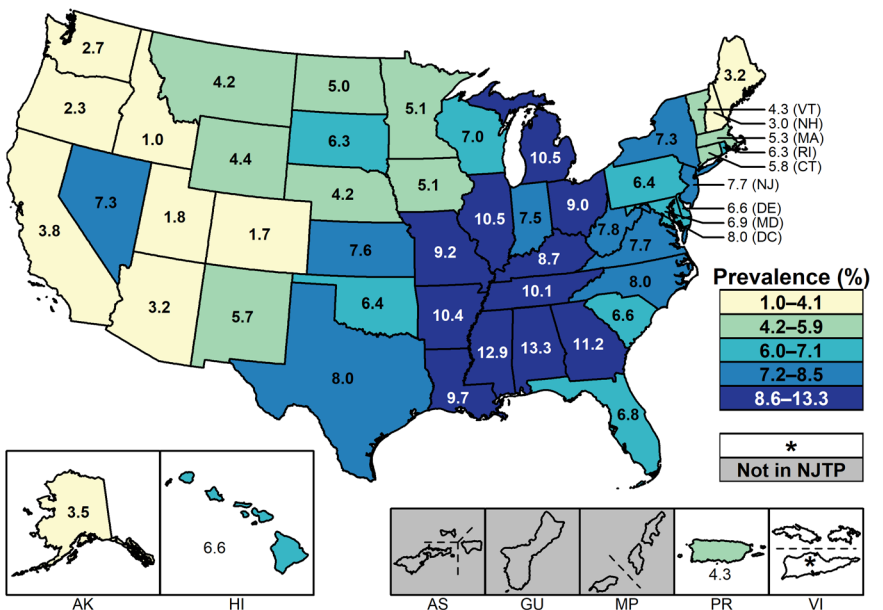 2.7
4.2
5.0
5.1
3.2
2.3
1.0
4.4
6.3
7.0
10.5
7.3
4.3 (VT)
3.0 (NH)
5.3 (MA)
6.3 (RI)
5.8 (CT)
7.7 (NJ)
6.6 (DE)
6.9 (MD)
8.0 (DC)
3.8
7.3
1.8
1.7
4.2
5.1
10.5
7.5
9.0
6.4
7.6
9.2
8.7
7.8
7.7
3.2
5.7
6.4
10.4
10.1
8.0
6.6
8.0
9.7
12.9
13.3
11.2
6.8
Prevalence (%)
1.0–4.1
4.2–5.9
6.0–7.1
7.2–8.5
8.6–13.3
*
Not in NJTP
3.5
6.6
4.3
*
AK
HI
AS
GU
MP
PR
VI